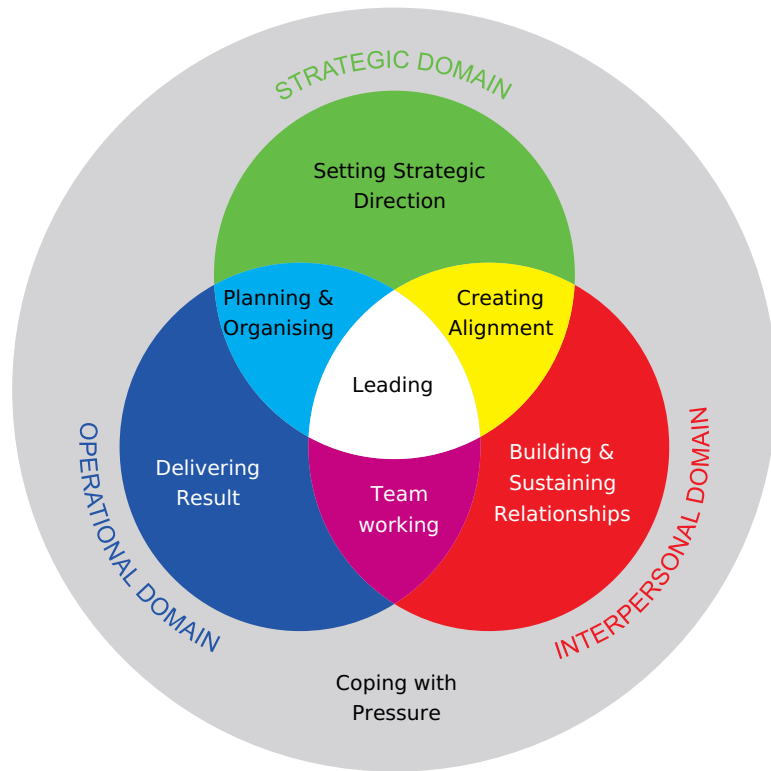 STRATEGIC DOMAIN
Setting Strategic
Direction
Planning &
Organising
Creating
Alignment
Leading
OPERATIONAL DOMAIN
Delivering
Result
Team
working
Building &
Sustaining
Relationships
INTERPERSONAL DOMAIN
Coping with
Pressure